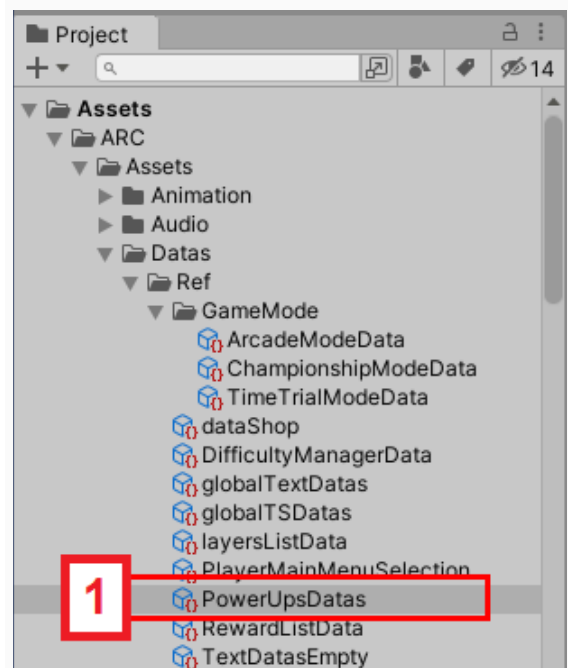 Project
14
Assets
ARC
Assets
Animation
Audio
Datas
Ref
GameMode
ArcadeModeData
ChampionshipModeData
TimeTrialModeData
dataShop
DifficultyManagerData
globalTextDatas
globalTSDatas
layersListData
PlayerMainMenuSelection
1 PowerUpsDatas
RewardListData
TextDatasEmpty